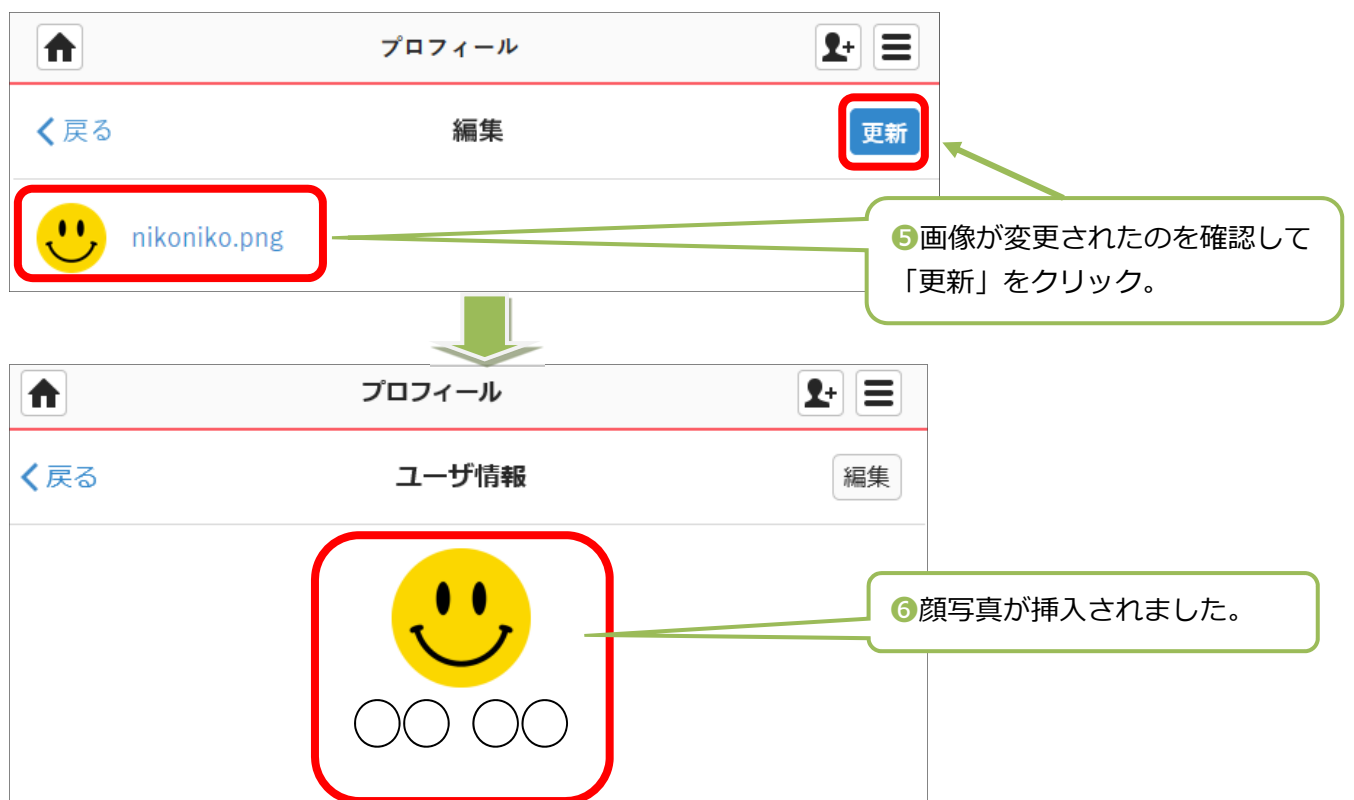 プロフィール
戻る
編集
更新
nikoniko.png
❺画像が変更されたのを確認して
「更新」をクリック。
プロフィール
戻る
ユーザ情報
編集
❻顔写真が挿入されました。
○○ ○○